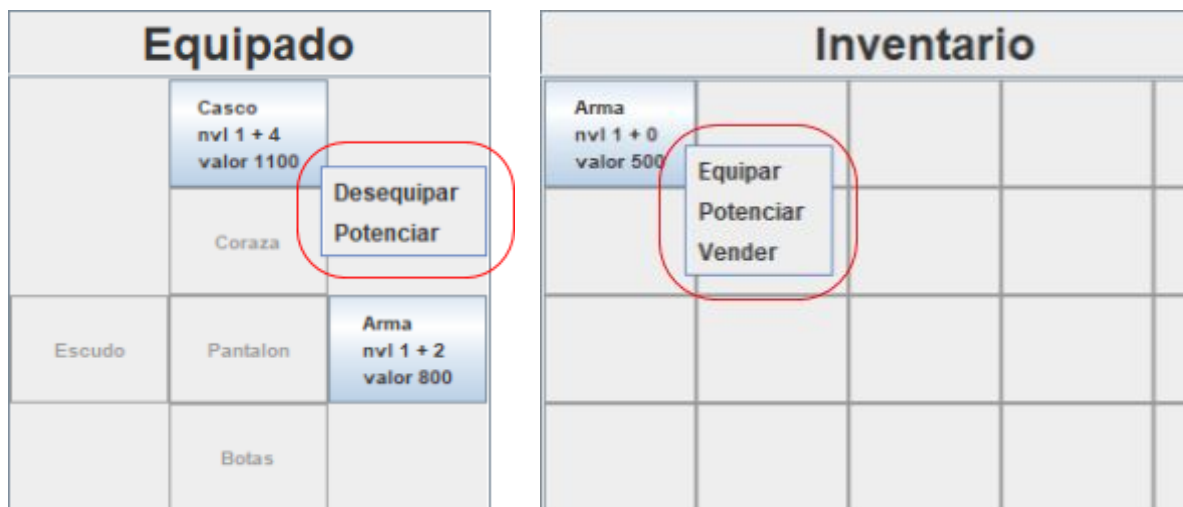 Equipado
Casco
nvl 1 + 4
valor 1100
Desequipar
Potenciar
Coraza
Escudo
Pantalon
Arma
nvl 1 + 2
valor 800
Botas
Inventario
Arma
nvl 1 + 0
valor 500
Equipar
Potenciar
Vender